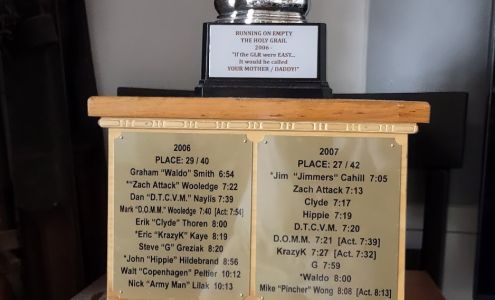 RUNNING ON EMPTY
THE HOLY GRAIL
2006 -
"If the GLR were EAST...
It would be called
YOUR MOTHER / DADDY!"
2006
PLACE: 29 / 40
Graham "Waldo" Smith 6:54
*"Zach Attack" Wooledge 7:22
Dan "D.T.C.V.M." Naylis 7:39
Mark "D.O.M.M." Wooledge 7:40 [Act: 7:54]
Erik "Clyde" Thoren 8:00
*Eric "KrazyK" Kaye 8:19
Steve "G" Greziak 8:20
*John "Hippie" Hildebrand 8:56
Walt "Copenhagen" Peltier 10:12
Nick "Army Man" Lilak 10:13
2007
PLACE: 27 / 42
*Jim "Jimmers" Cahill 7:05
Zach Attack 7:13
Clyde 7:17
Hippie 7:19
D.T.C.V.M. 7:20
D.O.M.M. 7:21 [Act. 7:39]
KrazyK 7:27 [Act. 7:32]
G 7:59
*Waldo 8:00
Mike "Pincher" Wong 8:08 [Act. 8:13]